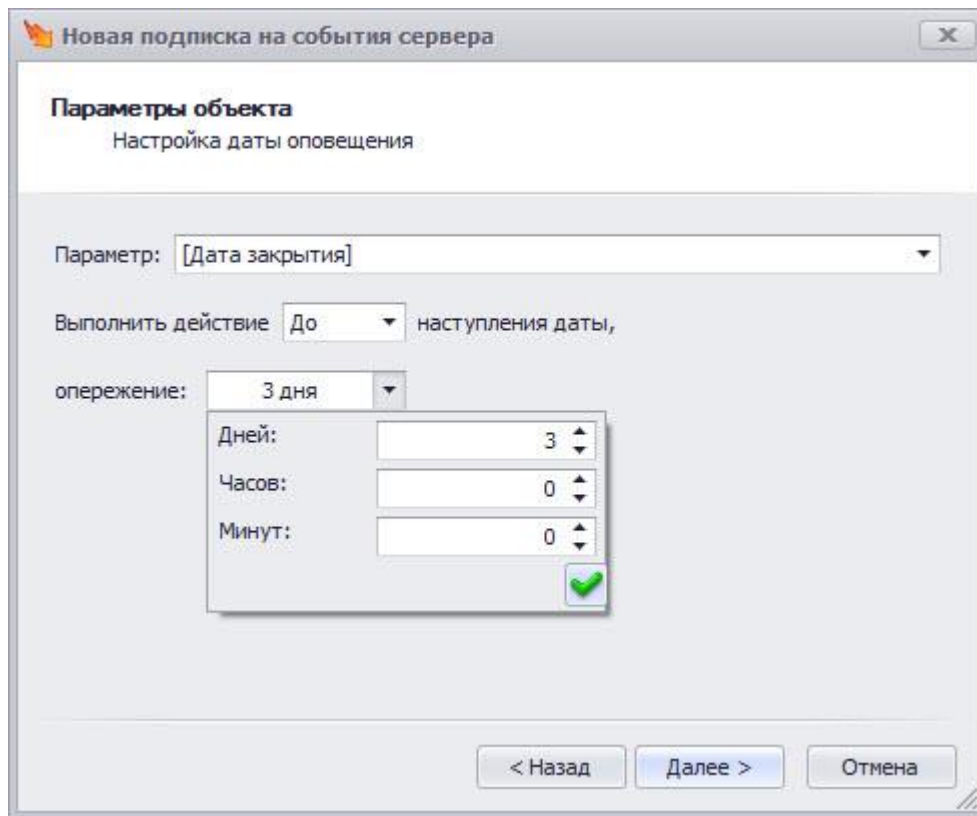 Новая подписка на события сервера
Параметры объекта
Настройка даты оповещения
Параметр: [Дата закрытия]
Выполнить действие До наступления даты,
опережение: 3 дня
Дней: 3
Часов: 0
Минут: 0
< Назад Далее > Отмена